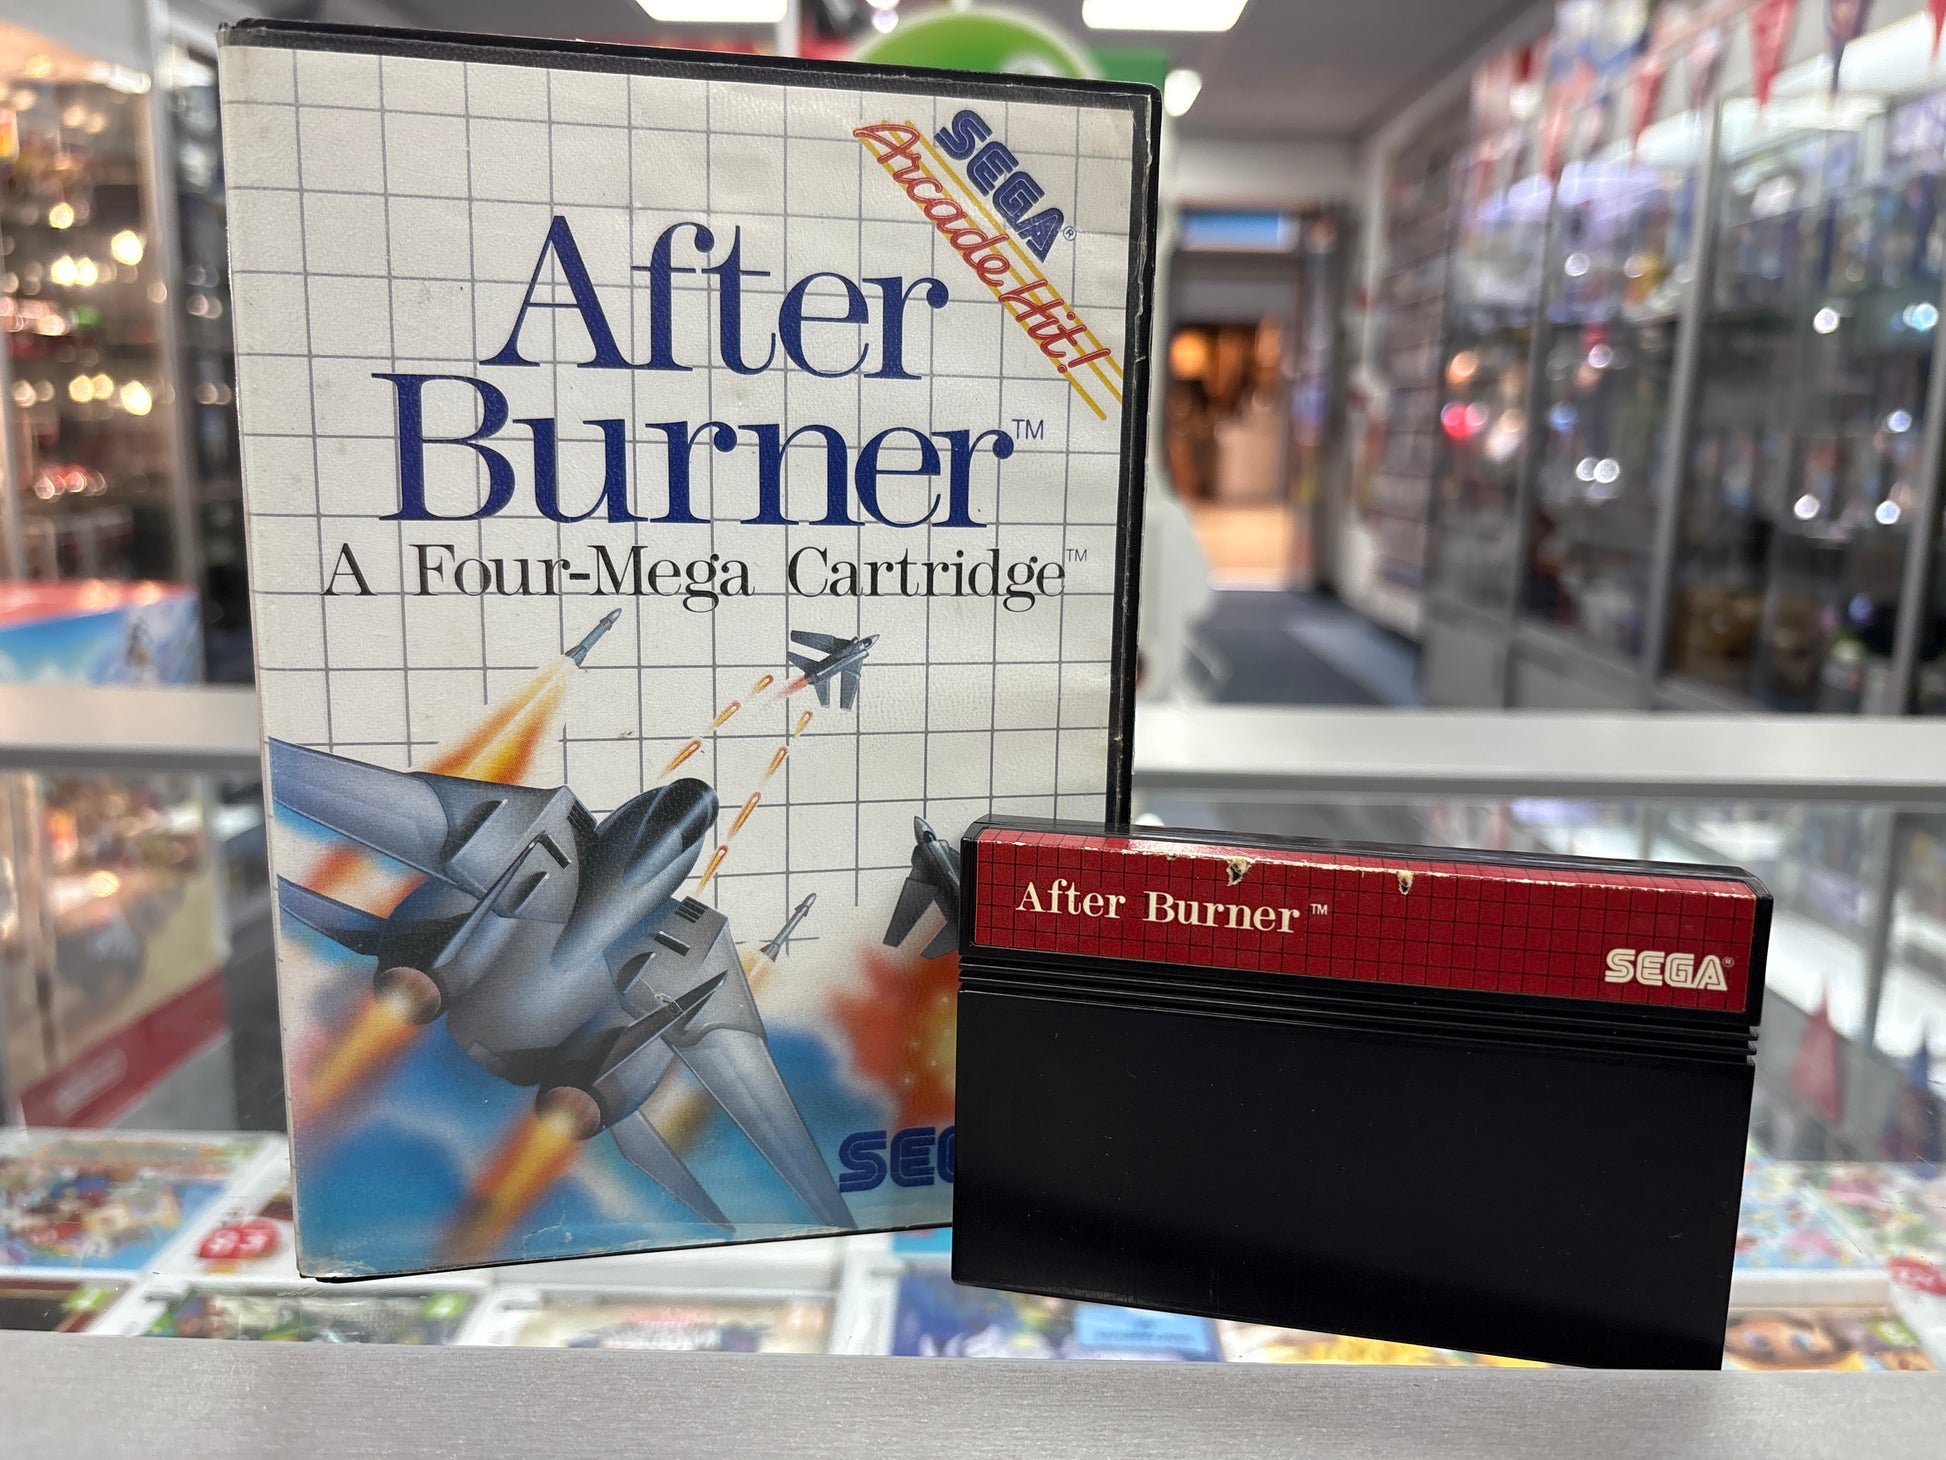 SEGA®
Arcade Hit!
After
Burner™
A Four-Mega Cartridge™
After Burner™
SEGA®
SEG